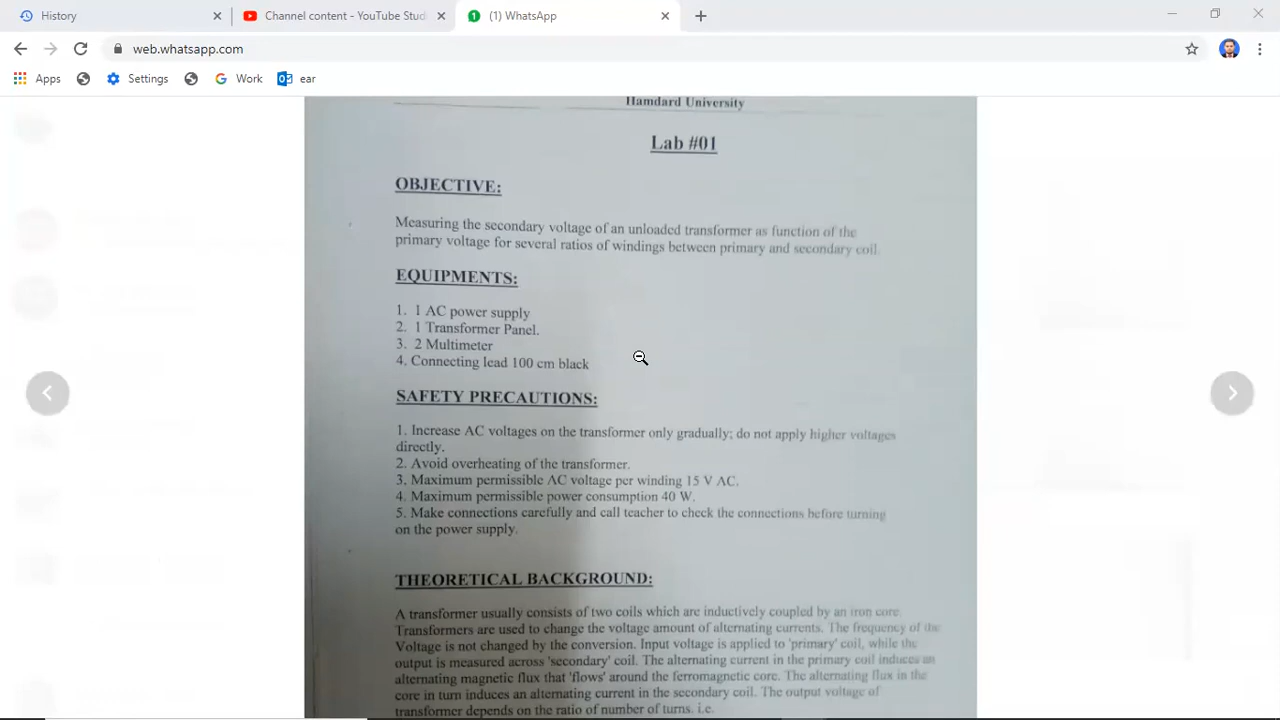 History
Channel content - YouTube Stud
(1) WhatsApp
web.whatsapp.com
Apps
Settings
Work
ear
Hamdard University
Lab #01
OBJECTIVE:
Measuring the secondary voltage of an unloaded transformer as function of the
primary voltage for several ratios of windings between primary and secondary coil.
EQUIPMENTS:
1. 1 AC power supply
2. 1 Transformer Panel.
3. 2 Multimeter
4. Connecting lead 100 cm black
SAFETY PRECAUTIONS:
1. Increase AC voltages on the transformer only gradually; do not apply higher voltages
directly.
2. Avoid overheating of the transformer.
3. Maximum permissible AC voltage per winding 15 V AC.
4. Maximum permissible power consumption 40 W.
5. Make connections carefully and call teacher to check the connections before turning
on the power supply.
THEORETICAL BACKGROUND:
A transformer usually consists of two coils which are inductively coupled by an iron core.
Transformers are used to change the voltage amount of alternating currents. The frequency of the
Voltage is not changed by the conversion. Input voltage is applied to 'primary' coil, while the
output is measured across 'secondary' coil. The alternating current in the primary coil induces an
alternating magnetic flux that 'flows' around the ferromagnetic core. The alternating flux in the
core in turn induces an alternating current in the secondary coil. The output voltage of
transformer depends on the ratio of number of turns. i.e.